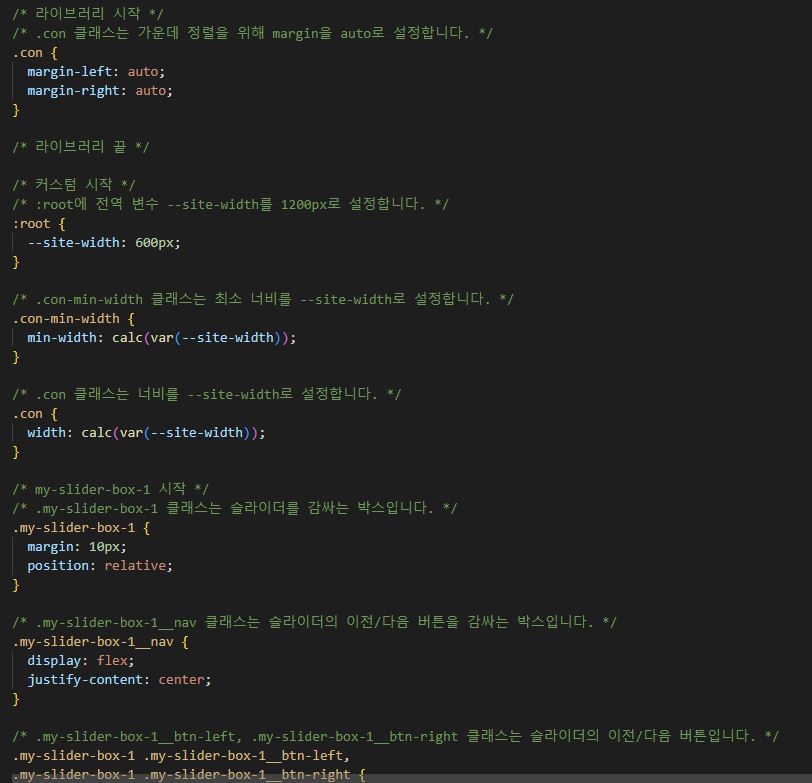 /* 라이브러리 시작 */
/* .con 클래스는 가운데 정렬을 위해 margin을 auto로 설정합니다. */
.con {
  margin-left: auto;
  margin-right: auto;
}

/* 라이브러리 끝 */

/* 커스텀 시작 */
/* :root에 전역 변수 --site-width를 1200px로 설정합니다. */
:root {
  --site-width: 600px;
}

/* .con-min-width 클래스는 최소 너비를 --site-width로 설정합니다. */
.con-min-width {
  min-width: calc(var(--site-width));
}

/* .con 클래스는 너비를 --site-width로 설정합니다. */
.con {
  width: calc(var(--site-width));
}

/* my-slider-box-1 시작 */
/* .my-slider-box-1 클래스는 슬라이더를 감싸는 박스입니다. */
.my-slider-box-1 {
  margin: 10px;
  position: relative;
}

/* .my-slider-box-1__nav 클래스는 슬라이더의 이전/다음 버튼을 감싸는 박스입니다. */
.my-slider-box-1__nav {
  display: flex;
  justify-content: center;
}

/* .my-slider-box-1__btn-left, .my-slider-box-1__btn-right 클래스는 슬라이더의 이전/다음 버튼입니다. */
.my-slider-box-1 .my-slider-box-1__btn-left,
.my-slider-box-1 .my-slider-box-1__btn-right {